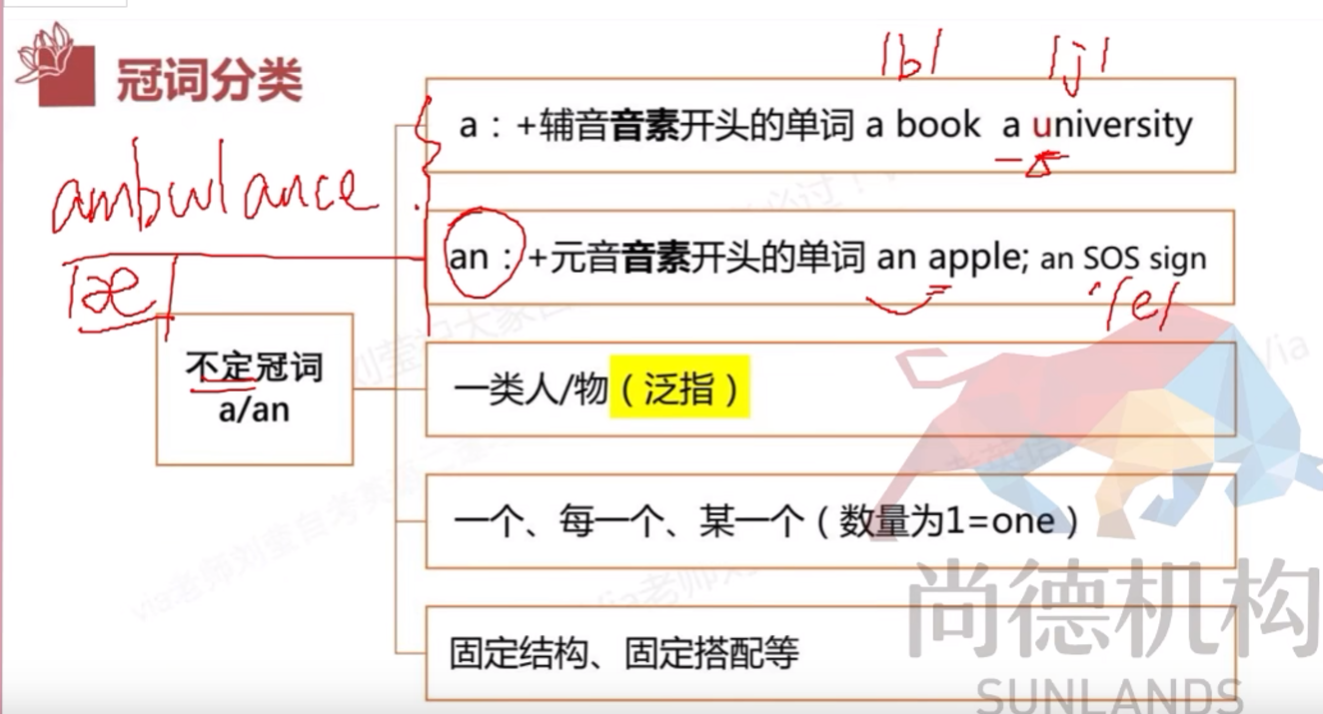 冠词分类
|b| |j|
a：+辅音音素开头的单词 a book a university
ambulance
an：+元音音素开头的单词 an apple; an SOS sign
|æ|
/e/
不定冠词
a/an
一类人/物（泛指）
一个、每一个、某一个（数量为1=one）
固定结构、固定搭配等
尚德机构
SUNLANDS